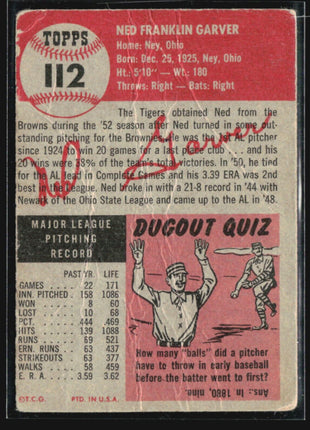 TOPPS
112
NED FRANKLIN GARVER
Home: Ney, Ohio
Born: Dec. 25, 1925, Ney, Ohio
Ht.: 5:10" — Wt.: 180
Throws: Right - Bats: Right
The Tigers obtained Ned from the
Browns during the '52 season after Ned turned in some out-
standing pitching for the Brownies. He was the 1st AL pitcher
since 1924 to win 20 games for a last place club . . . and his
20 wins were 38% of the team's total victories. In '50, he tied
for the lead in Complete Games and his 3.39 ERA was 2nd
best in the League. Ned broke in with a 21-8 record in '44 with
Newark of the Ohio State League and came up to the AL in '48.
Ned Garver
MAJOR LEAGUE
PITCHING
RECORD
PAST YR. LIFE
GAMES 22 171
INN. PITCHED 158 1086
WON 8 60
LOST 10 68
PCT. .444 .469
HITS 139 1088
RUNS 69 521
ERN. RUNS 63 437
STRIKEOUTS 63 377
WALKS 58 459
E. R. A. 3.59 3.62
©T.C.G. PTD. IN U.S.A.
DUGOUT QUIZ
How many "balls" did a pitcher
have to throw in early baseball
before the batter went to first?
Ans: In 1880, nine.